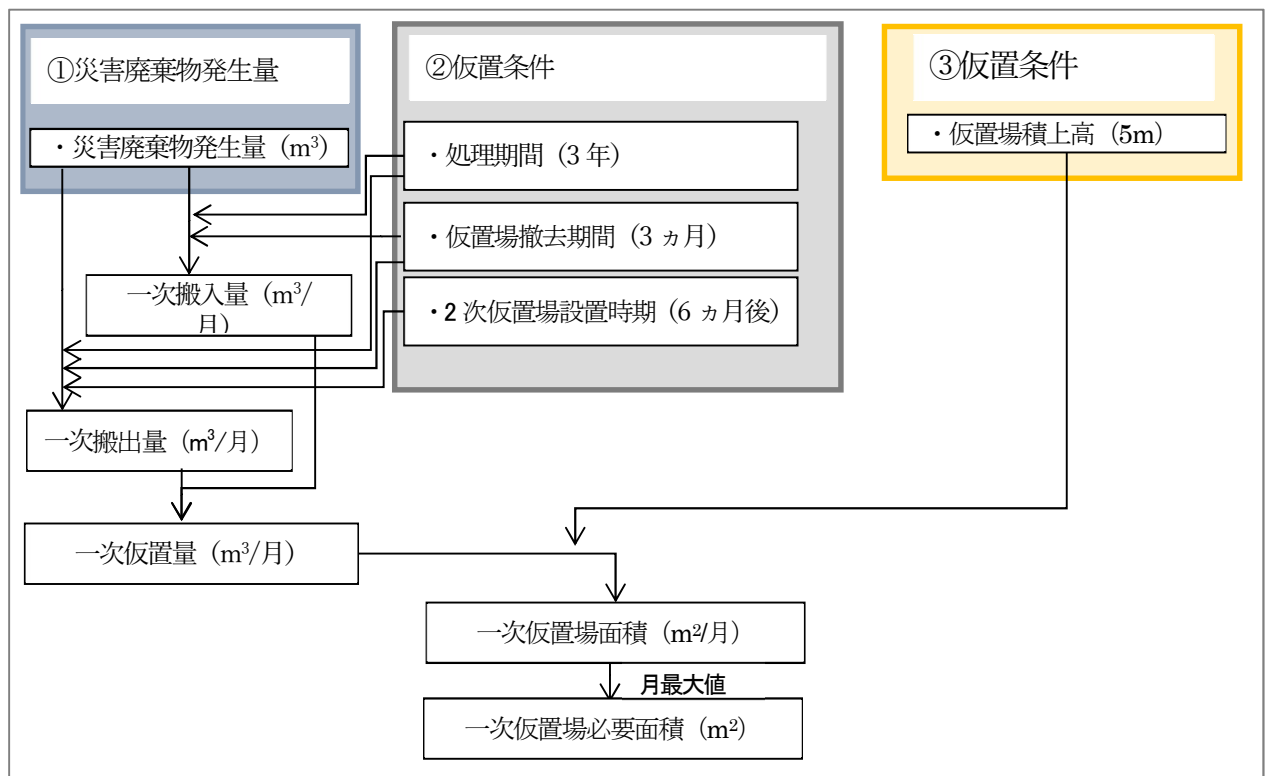 ①災害廃棄物発生量
・災害廃棄物発生量（m³）
②仮置条件
・処理期間（3 年）
・仮置場撤去期間（3 ヵ月）
・2 次仮置場設置時期（6 ヵ月後）
③仮置条件
・仮置場積上高（5m）
一次搬入量（m³/
月）
一次搬出量（m³/月）
一次仮置量（m³/月）
一次仮置場面積（m²/月）
月最大値
一次仮置場必要面積（m²）